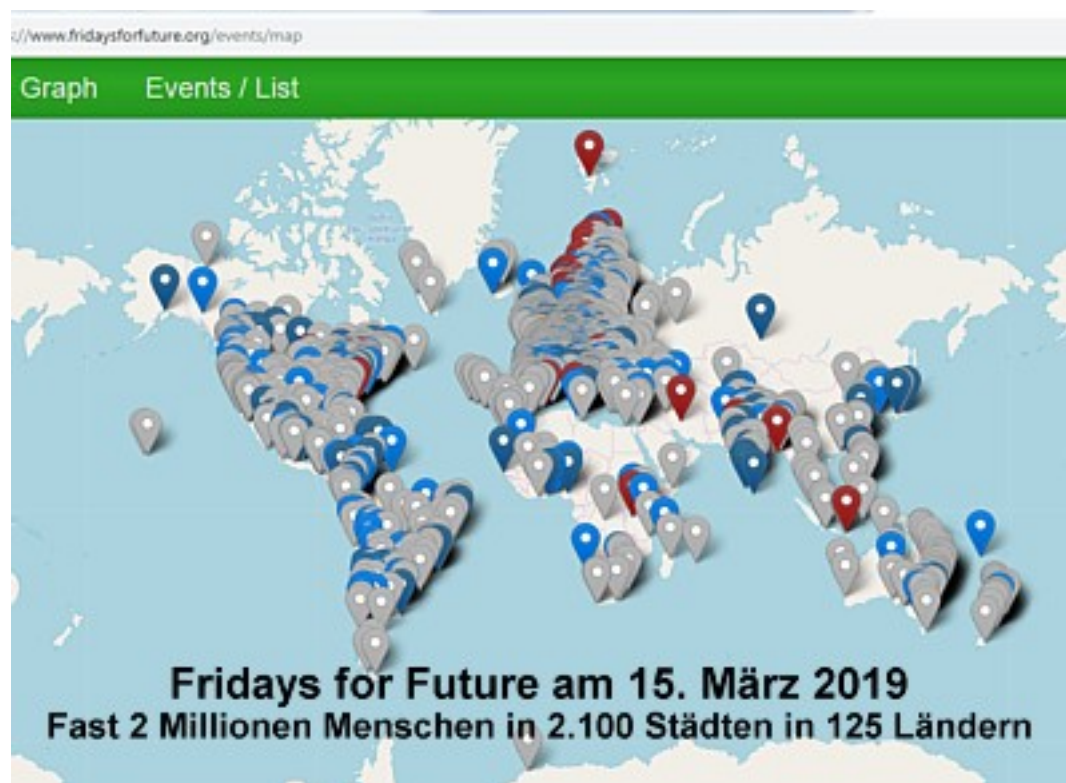 ://www.fridaysforfuture.org/events/map
Graph Events / List
Fridays for Future am 15. März 2019
Fast 2 Millionen Menschen in 2.100 Städten in 125 Ländern